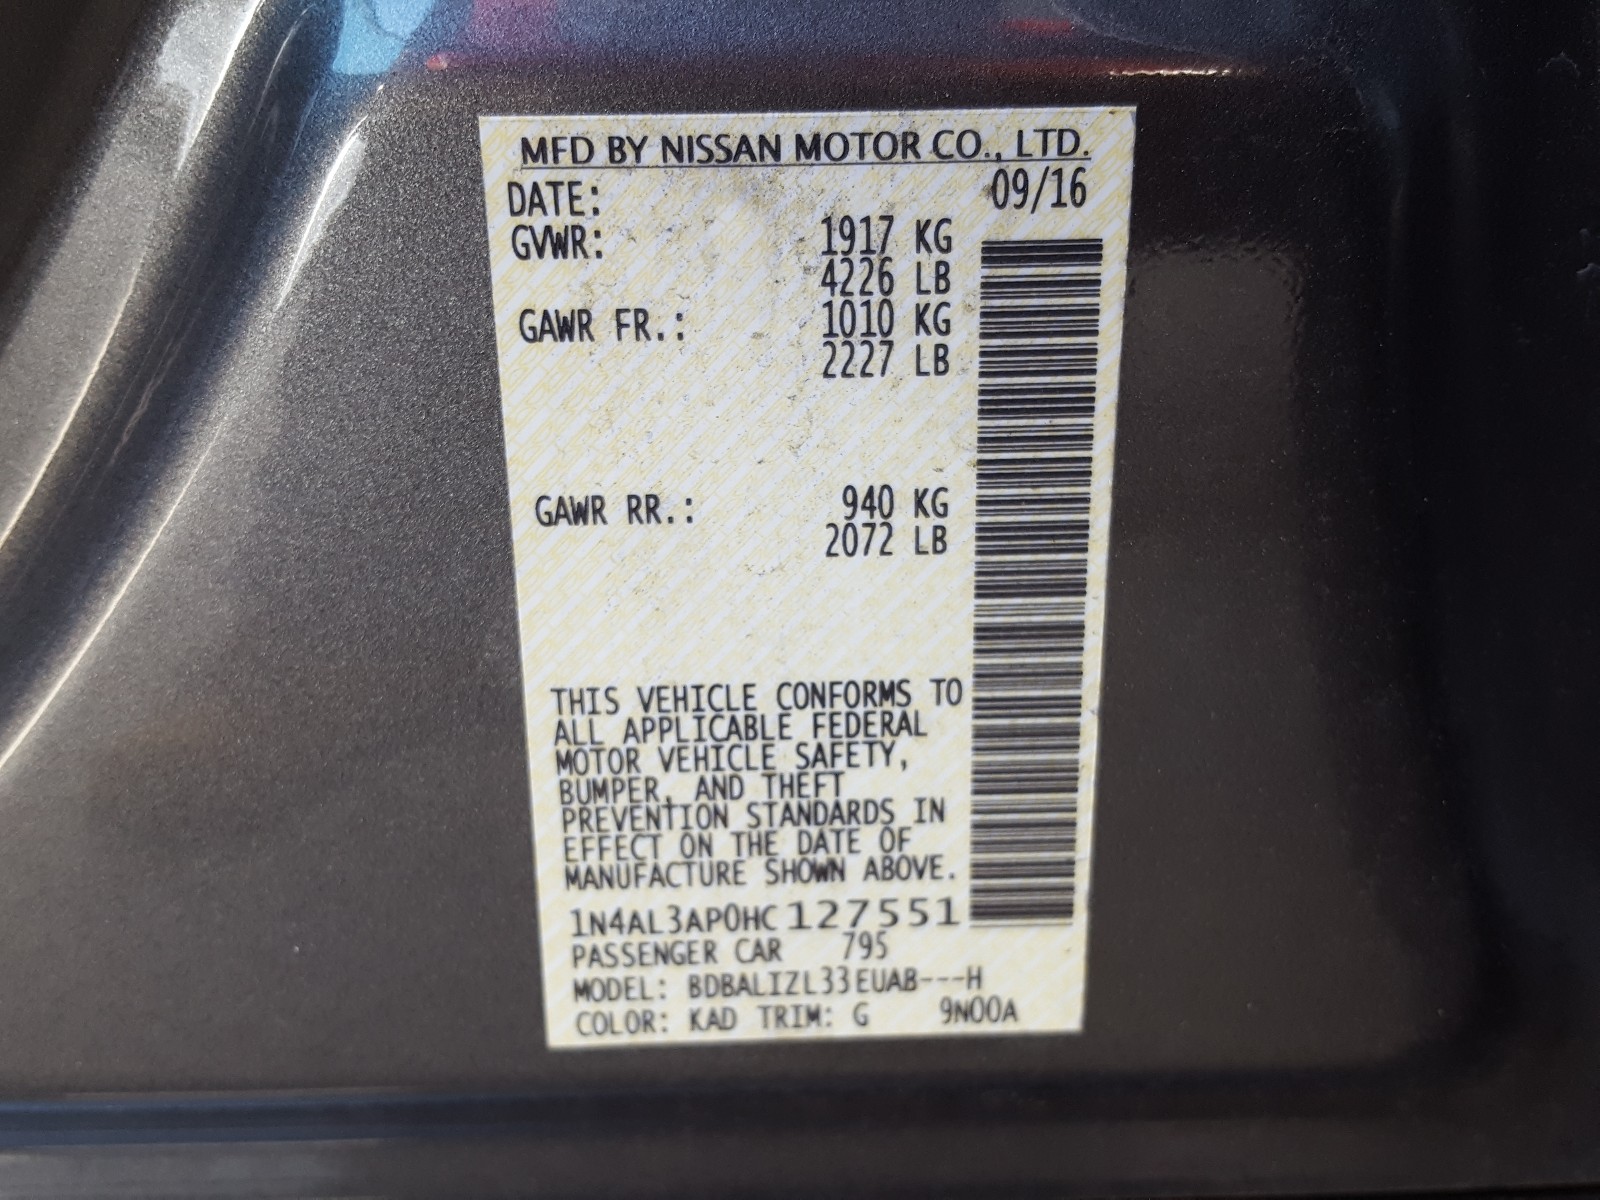 MFD BY NISSAN MOTOR CO., LTD.
DATE: 09/16
GVWR: 1917 KG
4226 LB
GAWR FR.: 1010 KG
2227 LB
GAWR RR.: 940 KG
2072 LB
THIS VEHICLE CONFORMS TO
ALL APPLICABLE FEDERAL
MOTOR VEHICLE SAFETY,
BUMPER, AND THEFT
PREVENTION STANDARDS IN
EFFECT ON THE DATE OF
MANUFACTURE SHOWN ABOVE.
1N4AL3AP0HC127551
PASSENGER CAR 795
MODEL: BDBALIZL33EUAB---H
COLOR: KAD TRIM: G 9N00A